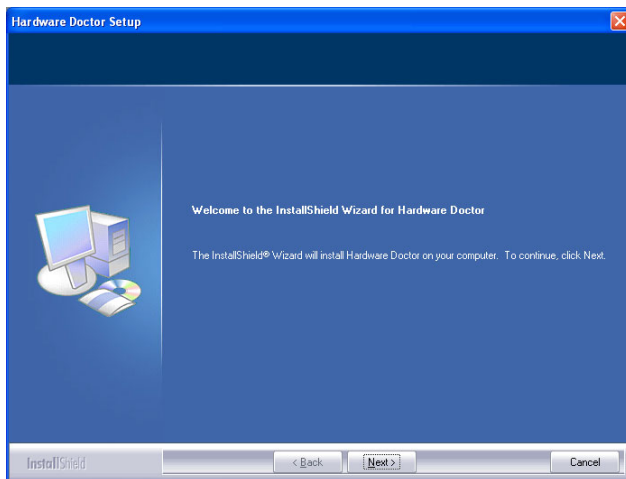 Hardware Doctor Setup
Welcome to the InstallShield Wizard for Hardware Doctor
The InstallShield® Wizard will install Hardware Doctor on your computer. To continue, click Next.
InstallShield
< Back
Next >
Cancel